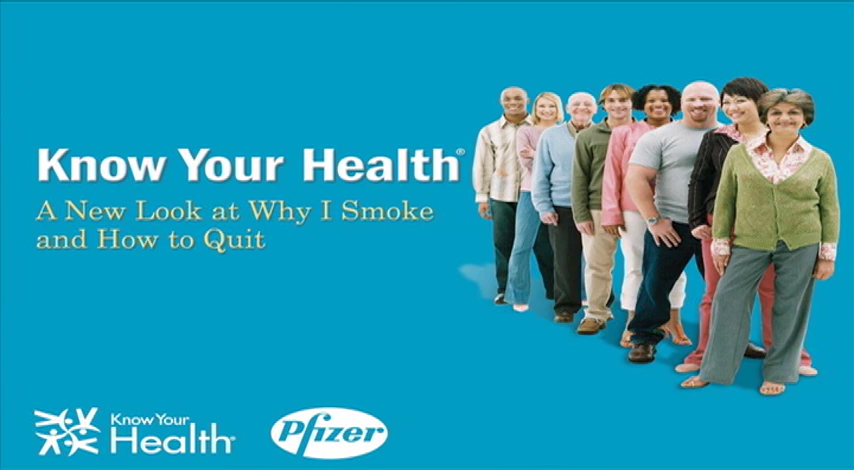 Know Your Health®
A New Look at Why I Smoke
and How to Quit
Know Your
Health®
Pfizer